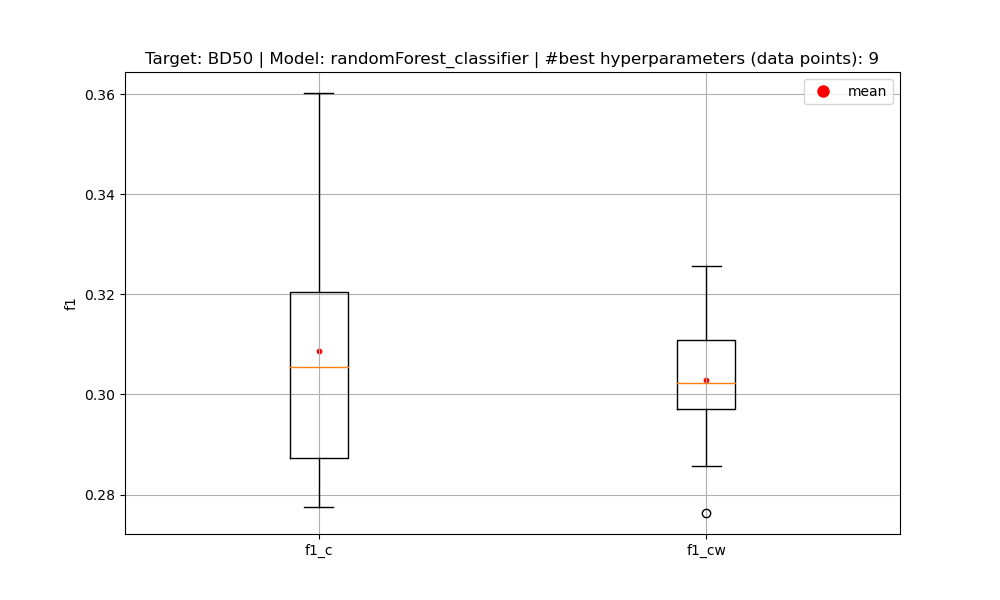 Target: BD50 | Model: randomForest_classifier | #best hyperparameters (data points): 9
mean
0.36
0.34
0.32
0.30
0.28
f1
f1_c
f1_cw